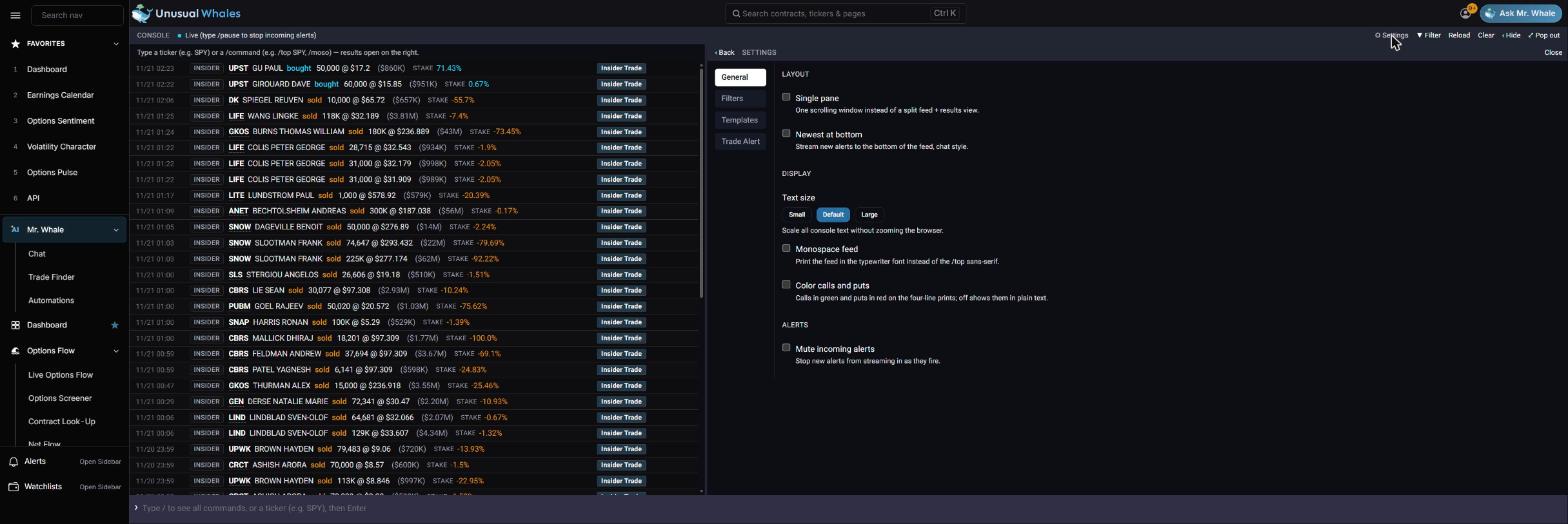 Search nav
Unusual Whales
Search contracts, tickers & pages
Ctrl K
9+
Ask Mr. Whale
FAVORITES
1 Dashboard
2 Earnings Calendar
3 Options Sentiment
4 Volatility Character
5 Options Pulse
6 API
AI Mr. Whale
Chat
Trade Finder
Automations
Dashboard
Options Flow
Live Options Flow
Options Screener
Contract Look-Up
Net Flow
Alerts Open Sidebar
Watchlists Open Sidebar
CONSOLE Live (type /pause to stop incoming alerts)
Settings Filter Reload Clear Hide Pop out
Type a ticker (e.g. SPY) or a /command (e.g. /top SPY, /moso) — results open on the right.
11/21 02:23 INSIDER UPST GU PAUL bought 50,000 @ $17.2 ($860K) STAKE 71.43% Insider Trade
11/21 02:22 INSIDER UPST GIROUARD DAVE bought 60,000 @ $15.85 ($951K) STAKE 0.67% Insider Trade
11/21 02:06 INSIDER DK SPIEGEL REUVEN sold 10,000 @ $65.72 ($657K) STAKE -55.7% Insider Trade
11/21 01:25 INSIDER LIFE WANG LINGKE sold 118K @ $32.189 ($3.81M) STAKE -7.4% Insider Trade
11/21 01:24 INSIDER GKOS BURNS THOMAS WILLIAM sold 180K @ $236.889 ($43M) STAKE -73.45% Insider Trade
11/21 01:22 INSIDER LIFE COLIS PETER GEORGE sold 28,715 @ $32.543 ($934K) STAKE -1.9% Insider Trade
11/21 01:22 INSIDER LIFE COLIS PETER GEORGE sold 31,000 @ $32.179 ($998K) STAKE -2.05% Insider Trade
11/21 01:22 INSIDER LIFE COLIS PETER GEORGE sold 31,000 @ $31.909 ($989K) STAKE -2.05% Insider Trade
11/21 01:17 INSIDER LITE LUNDSTROM PAUL sold 1,000 @ $578.92 ($579K) STAKE -20.39% Insider Trade
11/21 01:09 INSIDER ANET BECHTOLSHEIM ANDREAS sold 300K @ $187.038 ($56M) STAKE -0.17% Insider Trade
11/21 01:05 INSIDER SNOW DAGEVILLE BENOIT sold 50,000 @ $276.89 ($14M) STAKE -2.24% Insider Trade
11/21 01:03 INSIDER SNOW SLOOTMAN FRANK sold 74,647 @ $293.432 ($22M) STAKE -79.69% Insider Trade
11/21 01:03 INSIDER SNOW SLOOTMAN FRANK sold 225K @ $277.174 ($62M) STAKE -92.22% Insider Trade
11/21 01:00 INSIDER SLS STERGIOU ANGELOS sold 26,606 @ $19.18 ($510K) STAKE -1.51% Insider Trade
11/21 01:00 INSIDER CBRS LIE SEAN sold 30,077 @ $97.308 ($2.93M) STAKE -10.24% Insider Trade
11/21 01:00 INSIDER PUBM GOEL RAJEEV sold 50,020 @ $20.572 ($1.03M) STAKE -75.62% Insider Trade
11/21 01:00 INSIDER SNAP HARRIS RONAN sold 100K @ $5.29 ($529K) STAKE -1.39% Insider Trade
11/21 01:00 INSIDER CBRS MALLICK DHIRAJ sold 18,201 @ $97.309 ($1.77M) STAKE -100.0% Insider Trade
11/21 00:59 INSIDER CBRS FELDMAN ANDREW sold 37,694 @ $97.309 ($3.67M) STAKE -69.1% Insider Trade
11/21 00:59 INSIDER CBRS PATEL YAGNESH sold 6,141 @ $97.309 ($598K) STAKE -24.83% Insider Trade
11/21 00:47 INSIDER GKOS THURMAN ALEX sold 15,000 @ $236.918 ($3.55M) STAKE -25.46% Insider Trade
11/21 00:29 INSIDER GEN DERSE NATALIE MARIE sold 72,341 @ $30.47 ($2.20M) STAKE -10.93% Insider Trade
11/21 00:06 INSIDER LIND LINDBLAD SVEN-OLOF sold 64,681 @ $32.066 ($2.07M) STAKE -0.67% Insider Trade
11/21 00:06 INSIDER LIND LINDBLAD SVEN-OLOF sold 129K @ $33.607 ($4.34M) STAKE -1.32% Insider Trade
11/20 23:59 INSIDER UPWK BROWN HAYDEN sold 79,483 @ $9.06 ($720K) STAKE -13.93% Insider Trade
11/20 23:59 INSIDER CRCT ASHISH ARORA sold 70,000 @ $8.57 ($600K) STAKE -1.5% Insider Trade
11/20 23:59 INSIDER UPWK BROWN HAYDEN sold 113K @ $8.846 ($997K) STAKE -22.95% Insider Trade
Back SETTINGS
Close
General
Filters
Templates
Trade Alert
LAYOUT
Single pane
One scrolling window instead of a split feed + results view.
Newest at bottom
Stream new alerts to the bottom of the feed, chat style.
DISPLAY
Text size
Small Default Large
Scale all console text without zooming the browser.
Monospace feed
Print the feed in the typewriter font instead of the /top sans-serif.
Color calls and puts
Calls in green and puts in red on the four-line prints; off shows them in plain text.
ALERTS
Mute incoming alerts
Stop new alerts from streaming in as they fire.
› Type / to see all commands, or a ticker (e.g. SPY), then Enter